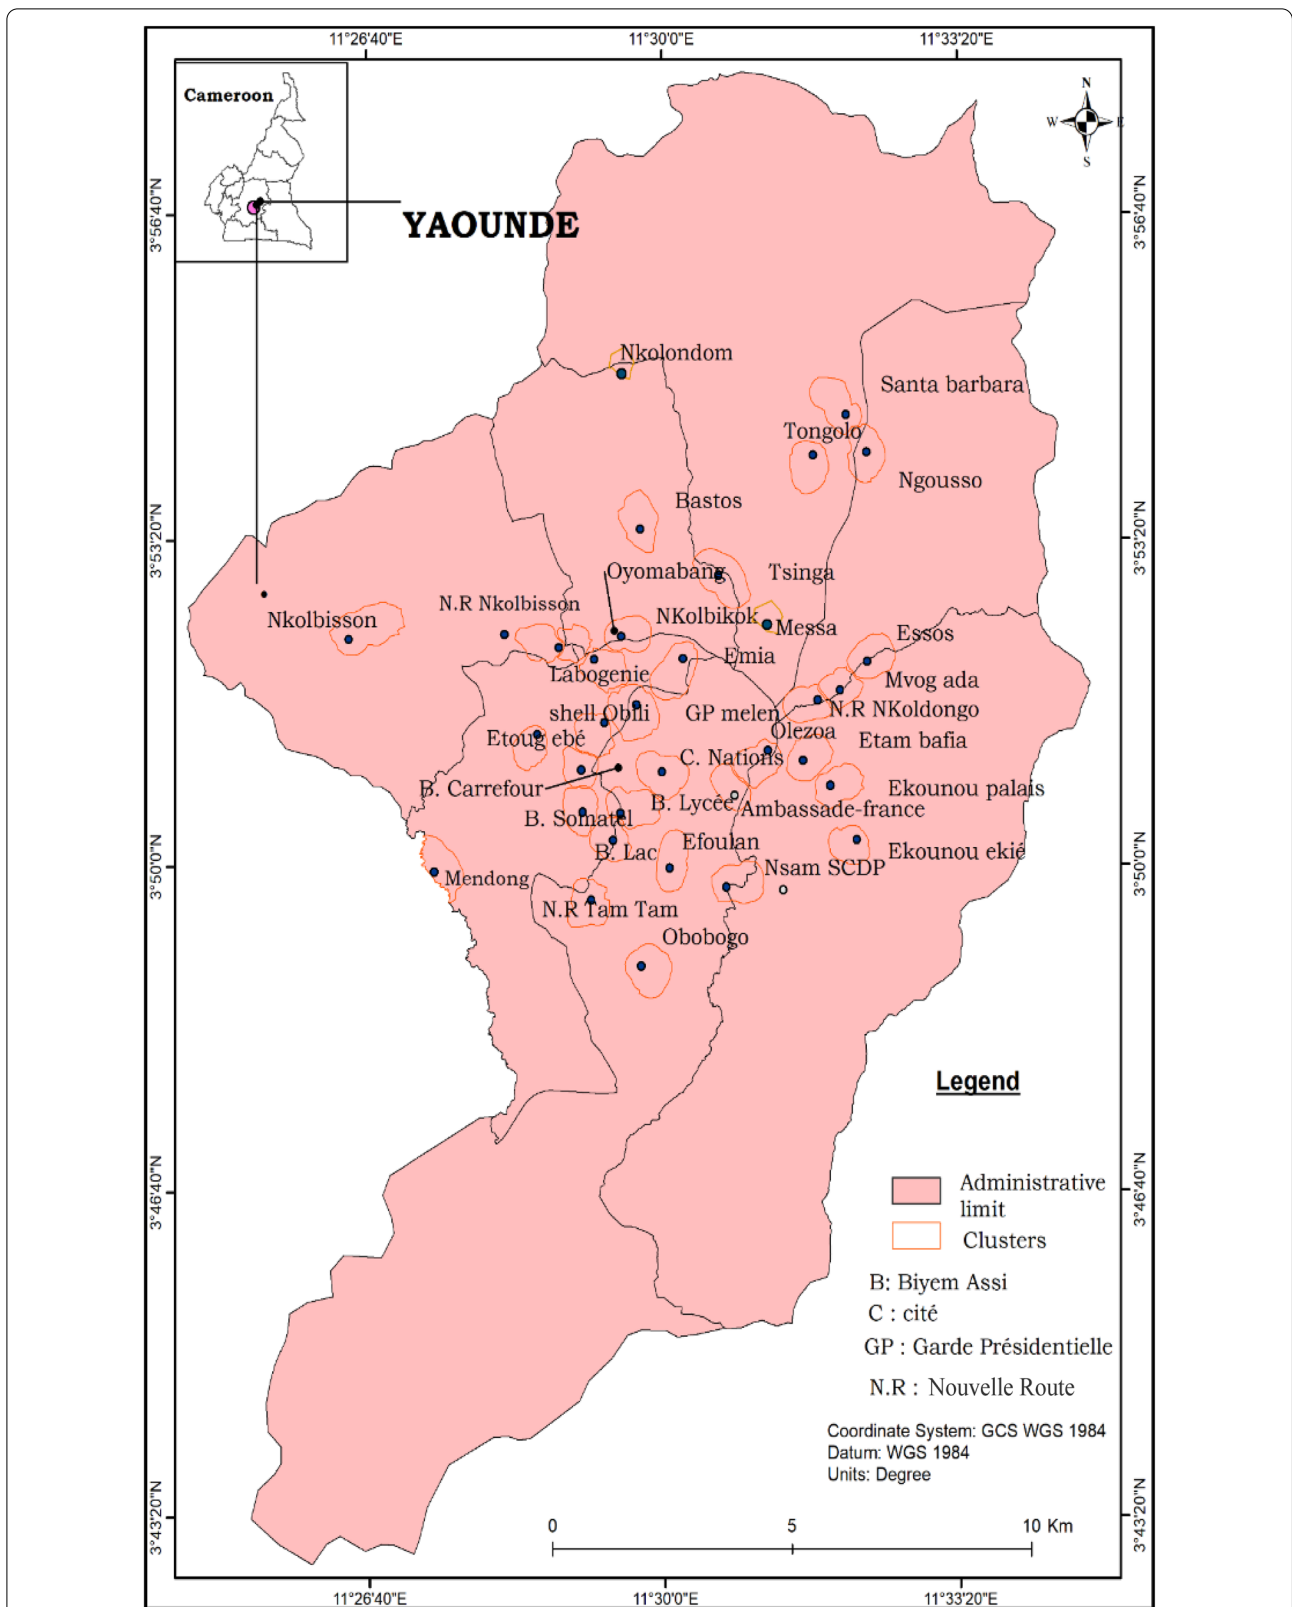 11°26'40"E
11°30'0"E
11°33'20"E
Cameroon
N
W
E
S
3°56'40"N
3°56'40"N
YAOUNDE
Nkolondom
Santa barbara
Tongolo
Ngousso
Bastos
3°53'20"N
3°53'20"N
Oyomabang
Tsinga
N.R Nkolbisson
Nkolbisson
NKolbikok
Messa
Essos
Emia
Labogenie
Mvog ada
shell Obili
GP melen
N.R NKoldongo
Etoug ebé
Olezoa
Etam bafia
C. Nations
B. Carrefour
Ekounou palais
B. Lycée
Ambassade-france
B. Somatel
Efoulan
B. Lac
Ekounou ekié
3°50'0"N
3°50'0"N
Nsam SCDP
Mendong
N.R Tam Tam
Obobogo
Legend
Administrative
limit
Clusters
3°46'40"N
3°46'40"N
B: Biyem Assi
C : cité
GP : Garde Présidentielle
N.R : Nouvelle Route
Coordinate System: GCS WGS 1984
Datum: WGS 1984
Units: Degree
3°43'20"N
3°43'20"N
0 5 10 Km
11°26'40"E
11°30'0"E
11°33'20"E